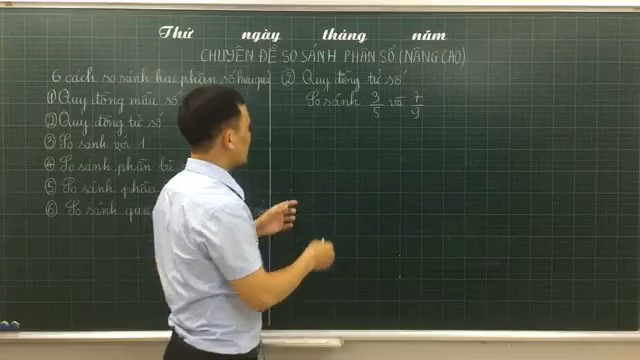 Thứ ngày tháng năm
CHUYÊN ĐỀ SO SÁNH PHÂN SỐ (NÂNG CAO)
6 cách so sánh hai phân số
① Quy đồng mẫu số
② Quy đồng tử số
③ So sánh với 1
④ So sánh phần bù
⑤ So sánh phần
⑥ So sánh qua
② Quy đồng tử số
So sánh 3/5 và 7/9